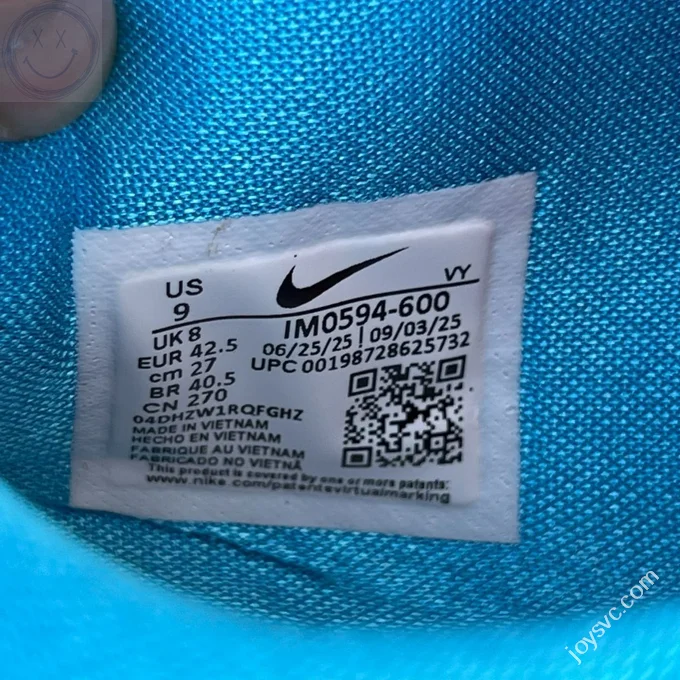 US
9
VY
UK 8
EUR 42.5
cm 27
BR 40.5
CN 270
IM0594-600
06/25/25 | 09/03/25
UPC 00198728625732
04DHZW1RQFGHZ
MADE IN VIETNAM
HECHO EN VIETNAM
FABRIQUE AU VIETNAM
FABRICADO NO VIETNÃ
This product is covered by one or more patents:
www.nike.com/patentsvirtualmarking
joysvc.com